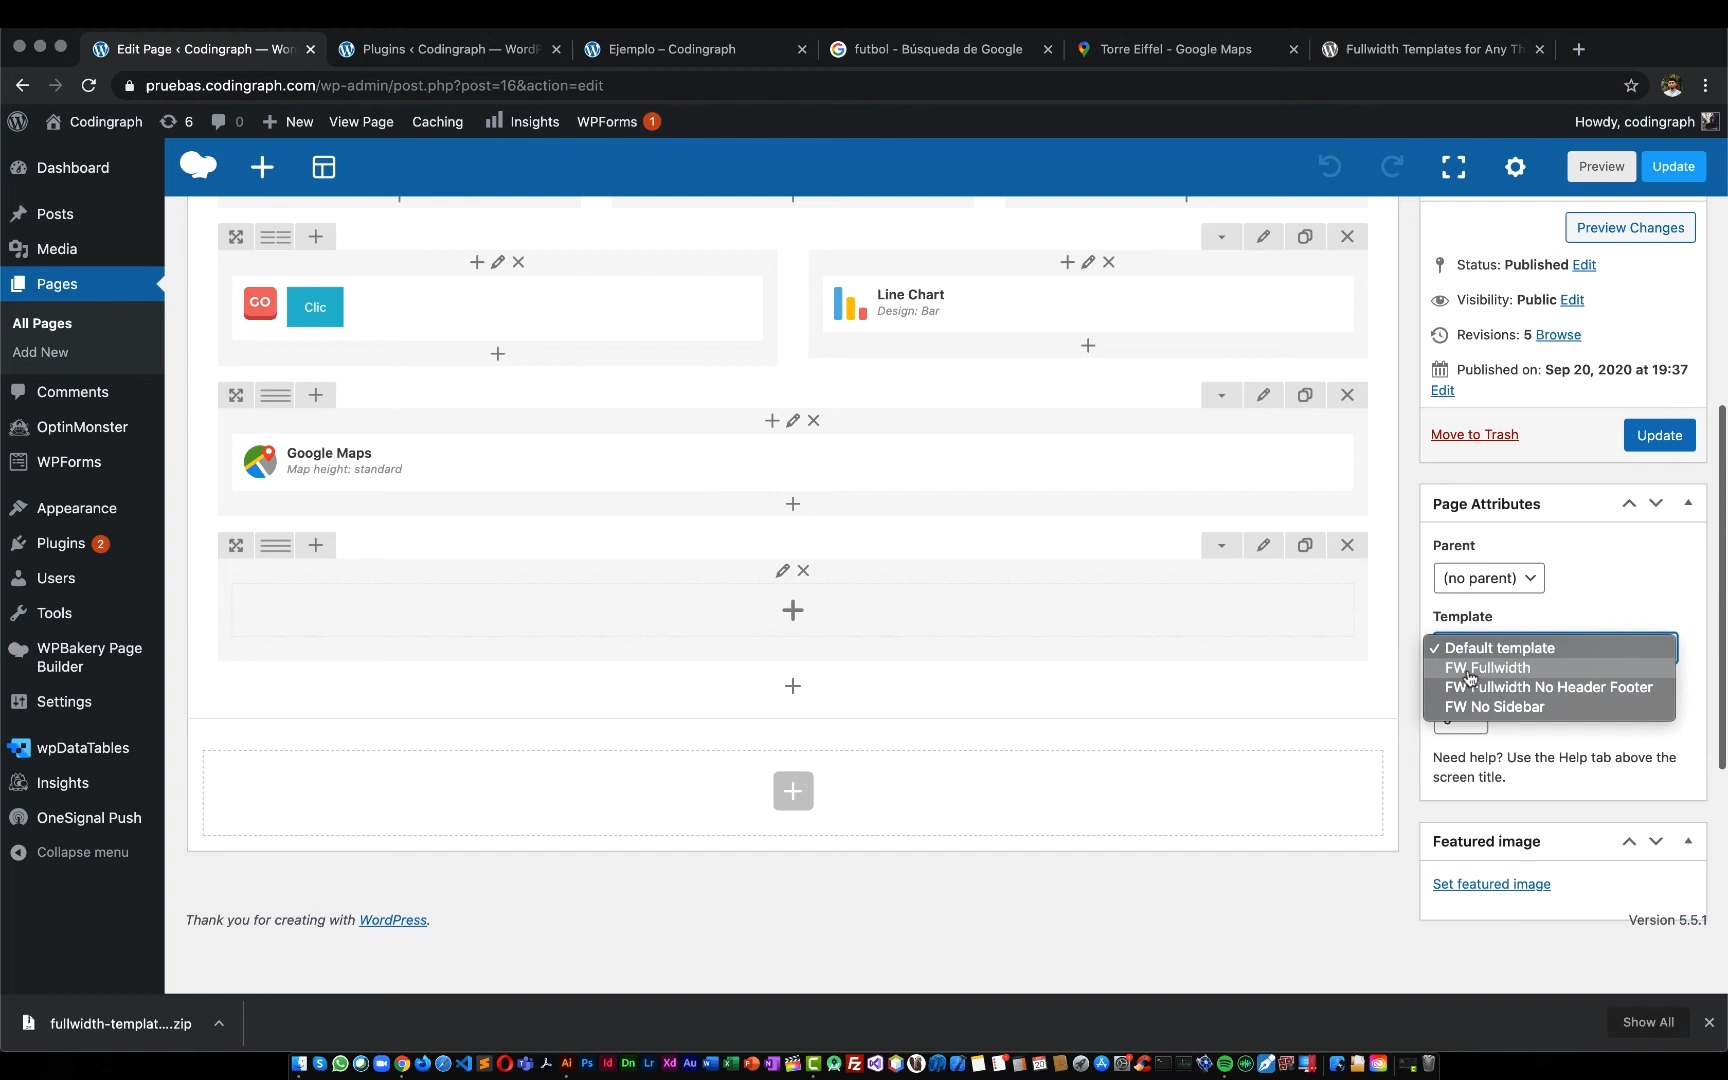 Edit Page ‹ Codingraph — Wor
Plugins ‹ Codingraph — WordP
Ejemplo – Codingraph
futbol - Búsqueda de Google
Torre Eiffel - Google Maps
Fullwidth Templates for Any Th
pruebas.codingraph.com/wp-admin/post.php?post=16&action=edit
Codingraph
6
0
New
View Page
Caching
Insights
WPForms
1
Howdy, codingraph
Dashboard
Posts
Media
Pages
All Pages
Add New
Comments
OptinMonster
WPForms
Appearance
Plugins 2
Users
Tools
WPBakery Page
Builder
Settings
wpDataTables
Insights
OneSignal Push
Collapse menu
Preview
Update
GO
Clic
Line Chart
Design: Bar
Google Maps
Map height: standard
Preview Changes
Status: Published Edit
Visibility: Public Edit
Revisions: 5 Browse
Published on: Sep 20, 2020 at 19:37
Edit
Move to Trash
Update
Page Attributes
Parent
(no parent)
Template
Default template
FW Fullwidth
FW Fullwidth No Header Footer
FW No Sidebar
Need help? Use the Help tab above the
screen title.
Featured image
Set featured image
Thank you for creating with WordPress.
Version 5.5.1
fullwidth-templat....zip
Show All
Ai
Ps
Id
Dn
Lr
Xd
Au